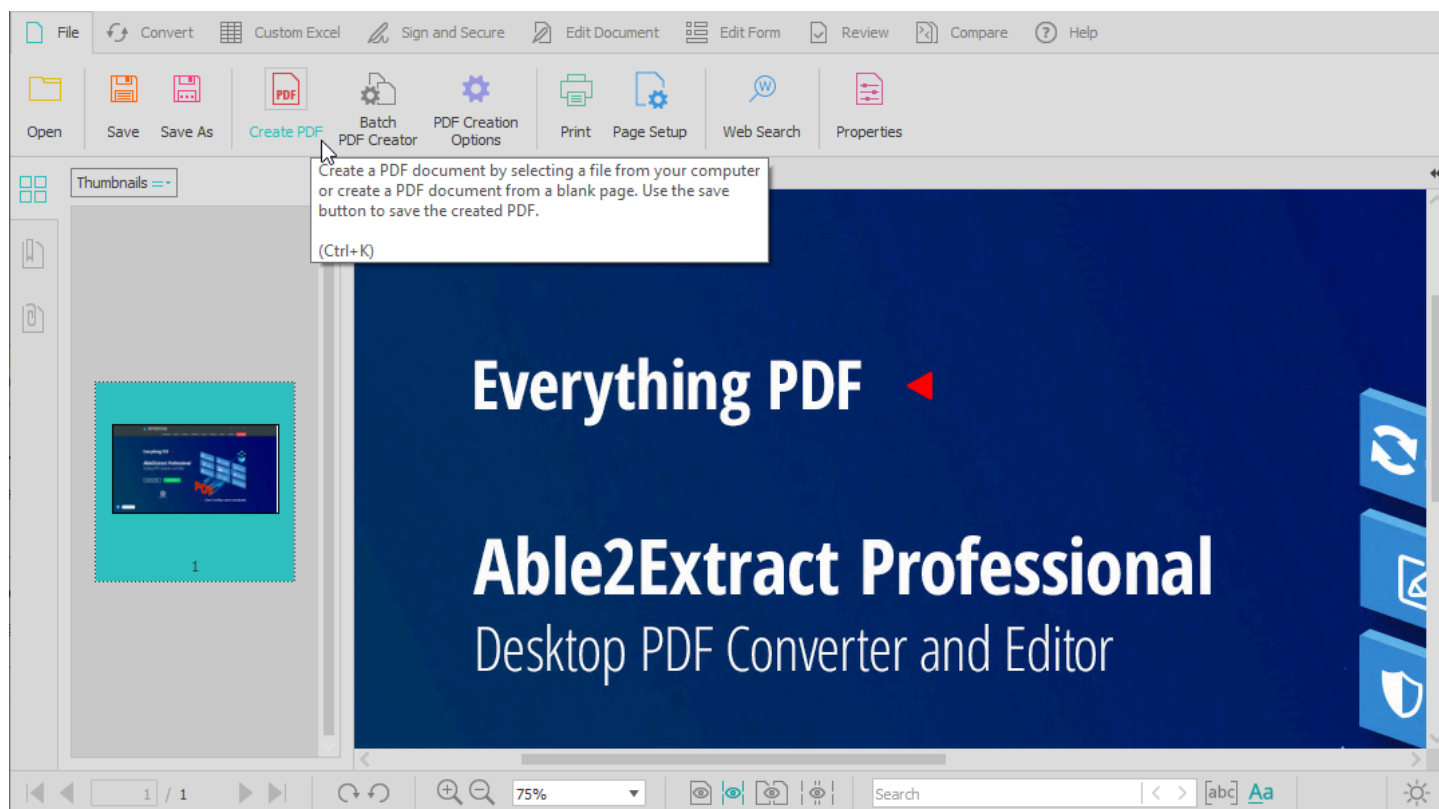 File Convert Custom Excel Sign and Secure Edit Document Edit Form Review Compare Help
PDF
W
Open Save Save As Create PDF Batch PDF Creator PDF Creation Options Print Page Setup Web Search Properties
Thumbnails
Create a PDF document by selecting a file from your computer
or create a PDF document from a blank page. Use the save
button to save the created PDF.
(Ctrl+K)
Everything PDF
Able2Extract Professional
Desktop PDF Converter and Editor
PDF
1
1 / 1 75% Search abc Aa